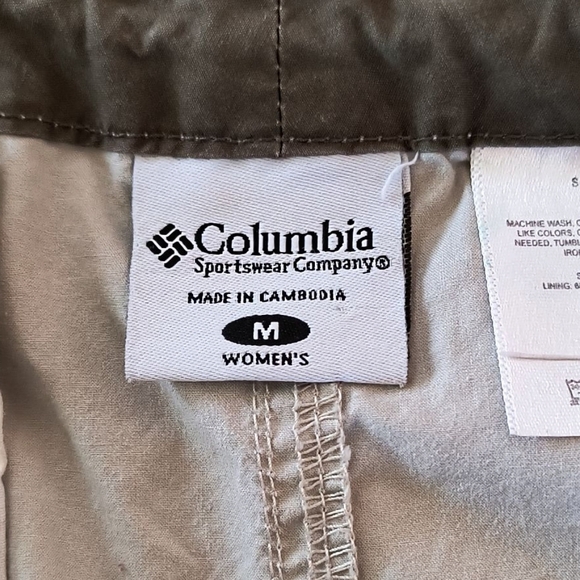 Columbia
Sportswear Company®
MADE IN CAMBODIA
M
WOMEN'S
S
MACHINE WASH, C
LIKE COLORS, O
NEEDED, TUMBL
IRO
S
LINING: 6